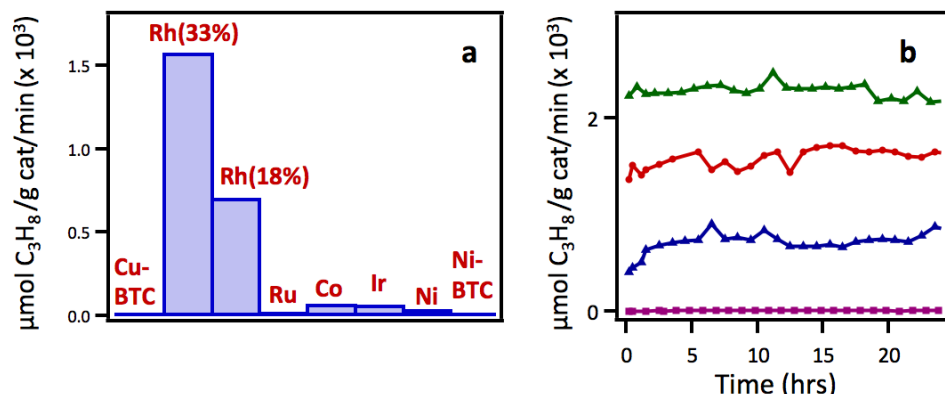 μmol C3H8/g cat/min (x 10³)
1.5
1.0
0.5
0.0
a
Rh(33%)
Rh(18%)
Cu-
BTC
Ru
Co
Ir
Ni
Ni-
BTC
μmol C3H8/g cat/min (x 10³)
2
0
b
0
5
10
15
20
Time (hrs)